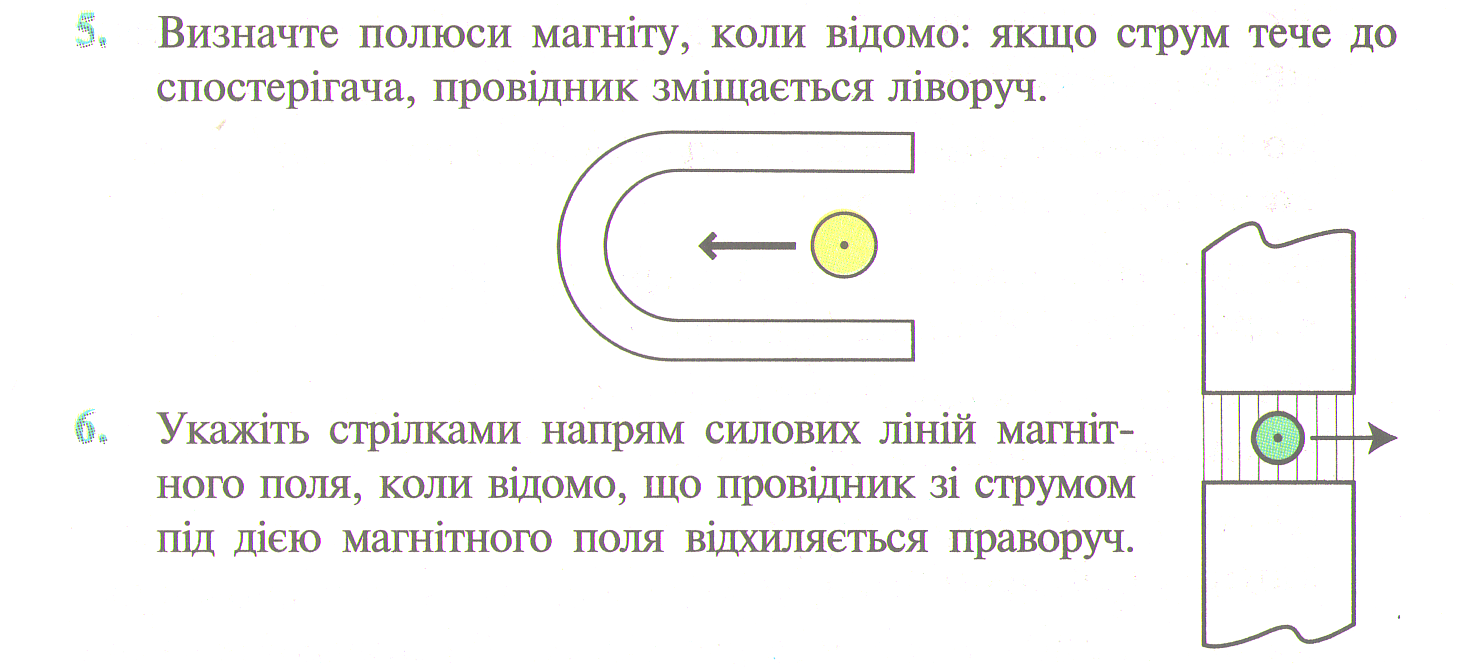 5. Визначте полюси магніту, коли відомо: якщо струм тече до
спостерігача, провідник зміщається ліворуч.
6. Укажіть стрілками напрям силових ліній магніт-
ного поля, коли відомо, що провідник зі струмом
під дією магнітного поля відхиляється праворуч.